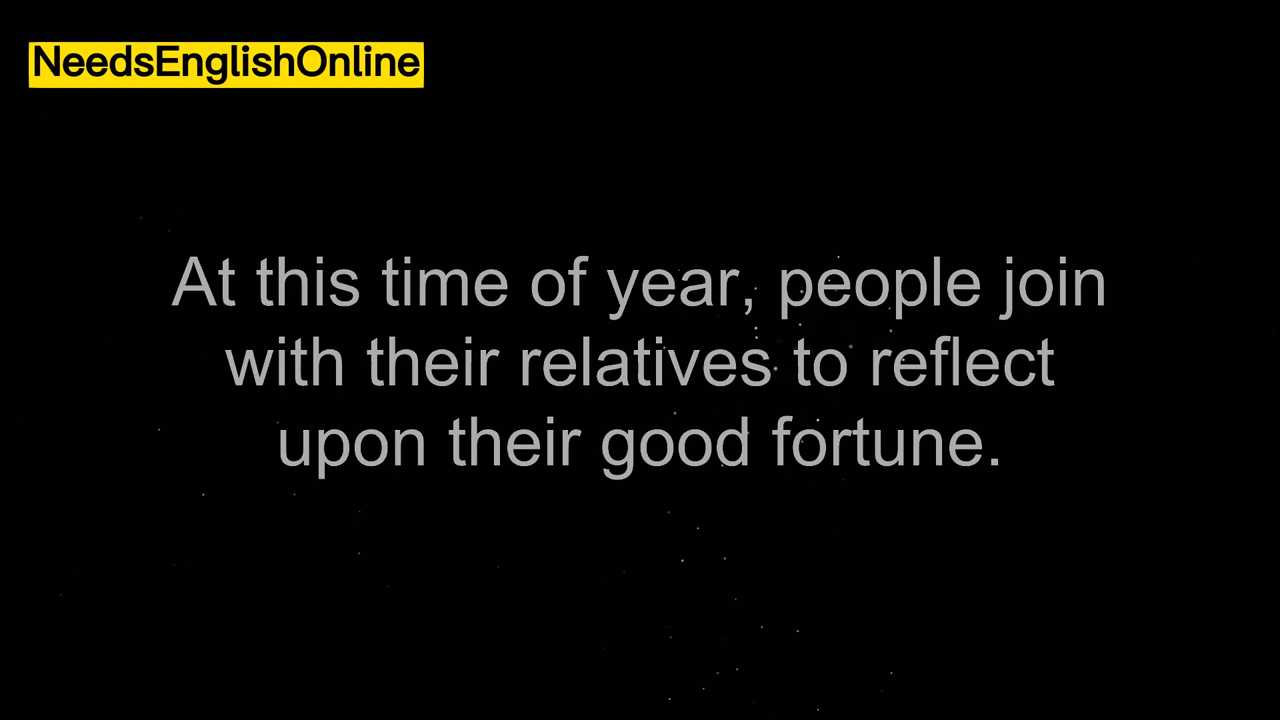 NeedsEnglishOnline
At this time of year, people join
with their relatives to reflect
upon their good fortune.